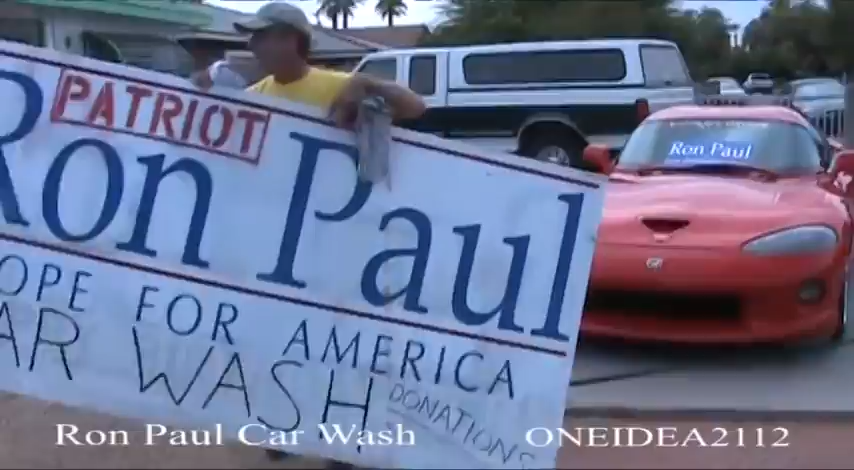 PATRIOT
Ron Paul
OPE FOR AMERICA
AR WASH
DONATIONS
Ron Paul
Ron Paul Car Wash ONEIDEA2112